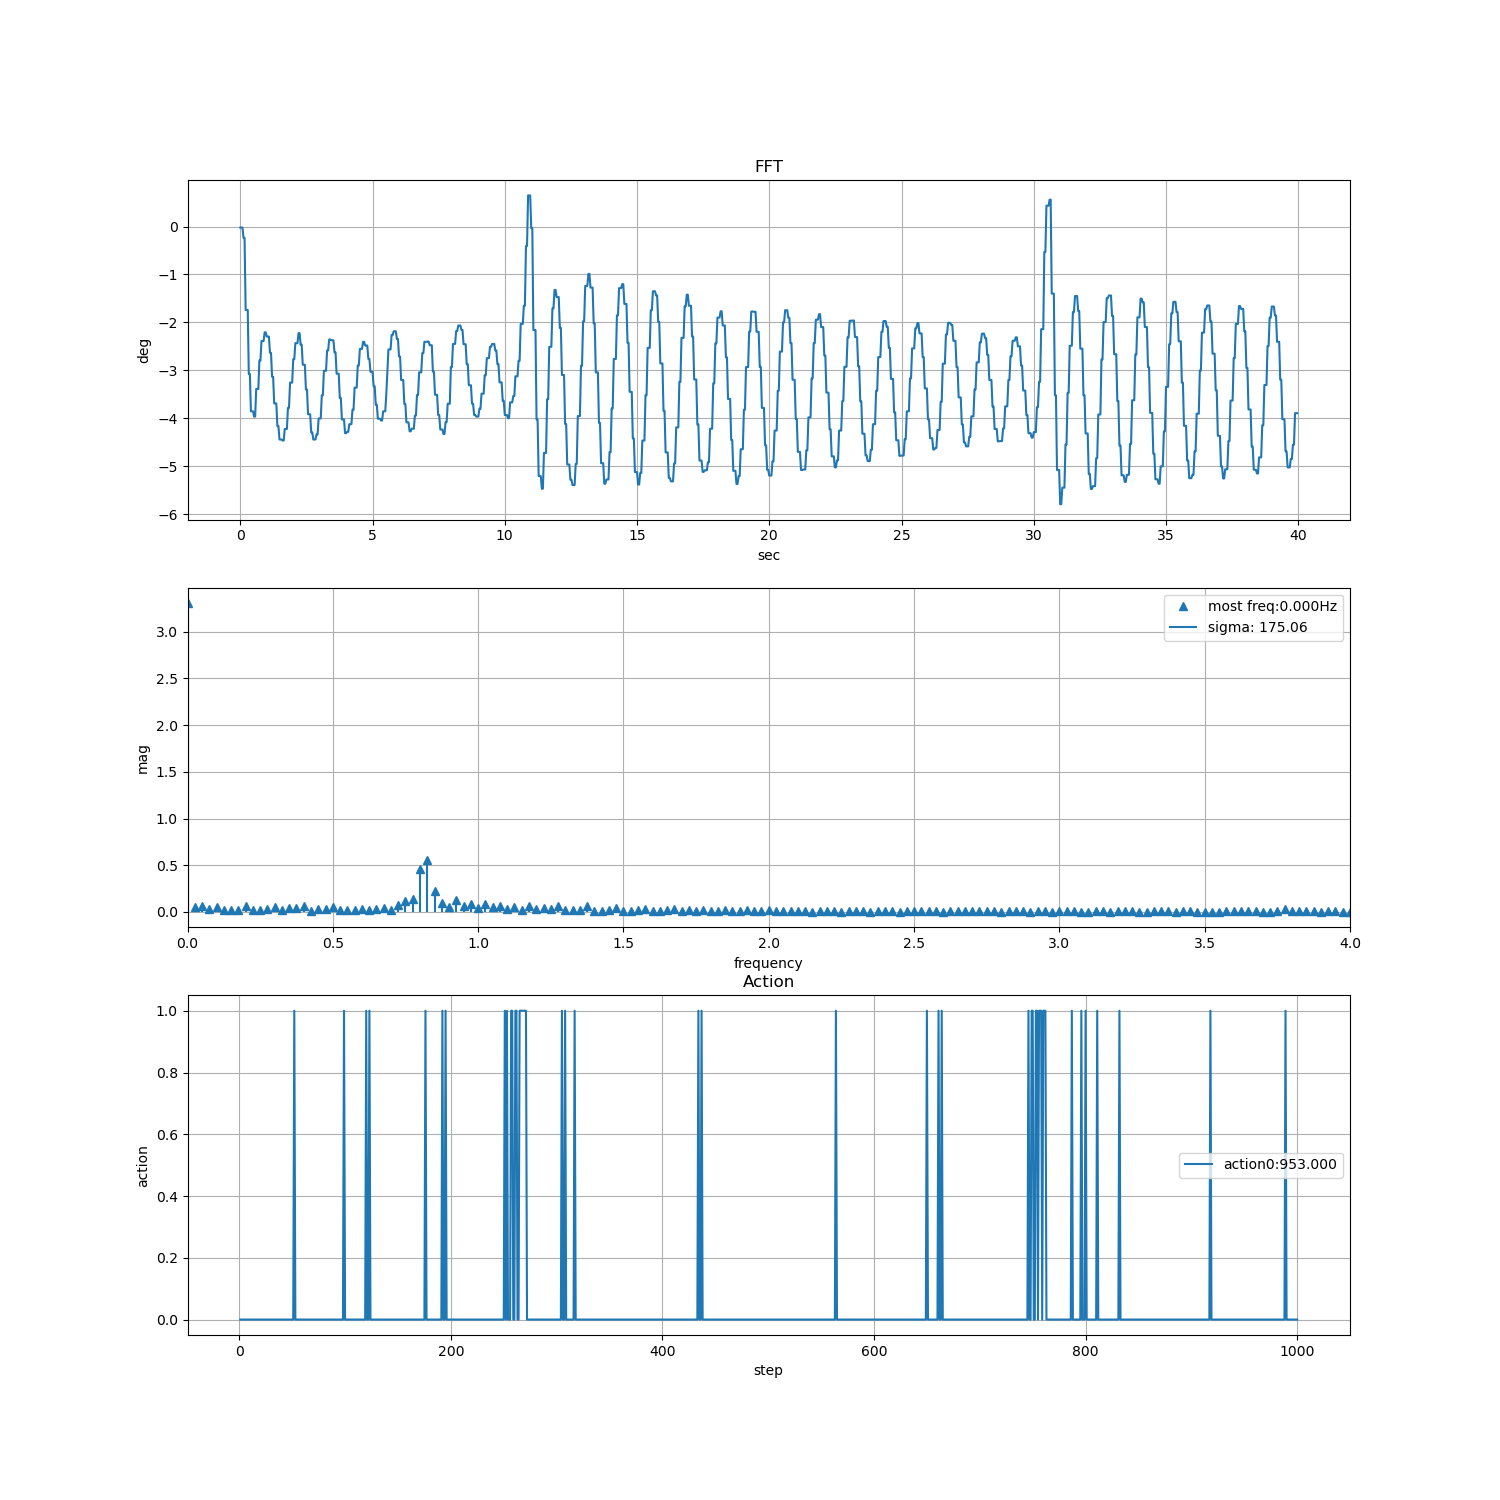 FFT
0
−1
−2
−3
−4
−5
−6
deg
0 5 10 15 20 25 30 35 40
sec
most freq:0.000Hz
sigma: 175.06
3.0
2.5
2.0
1.5
1.0
0.5
0.0
mag
0.0 0.5 1.0 1.5 2.0 2.5 3.0 3.5 4.0
frequency
Action
1.0
0.8
0.6
0.4
0.2
0.0
action
action0:953.000
0 200 400 600 800 1000
step